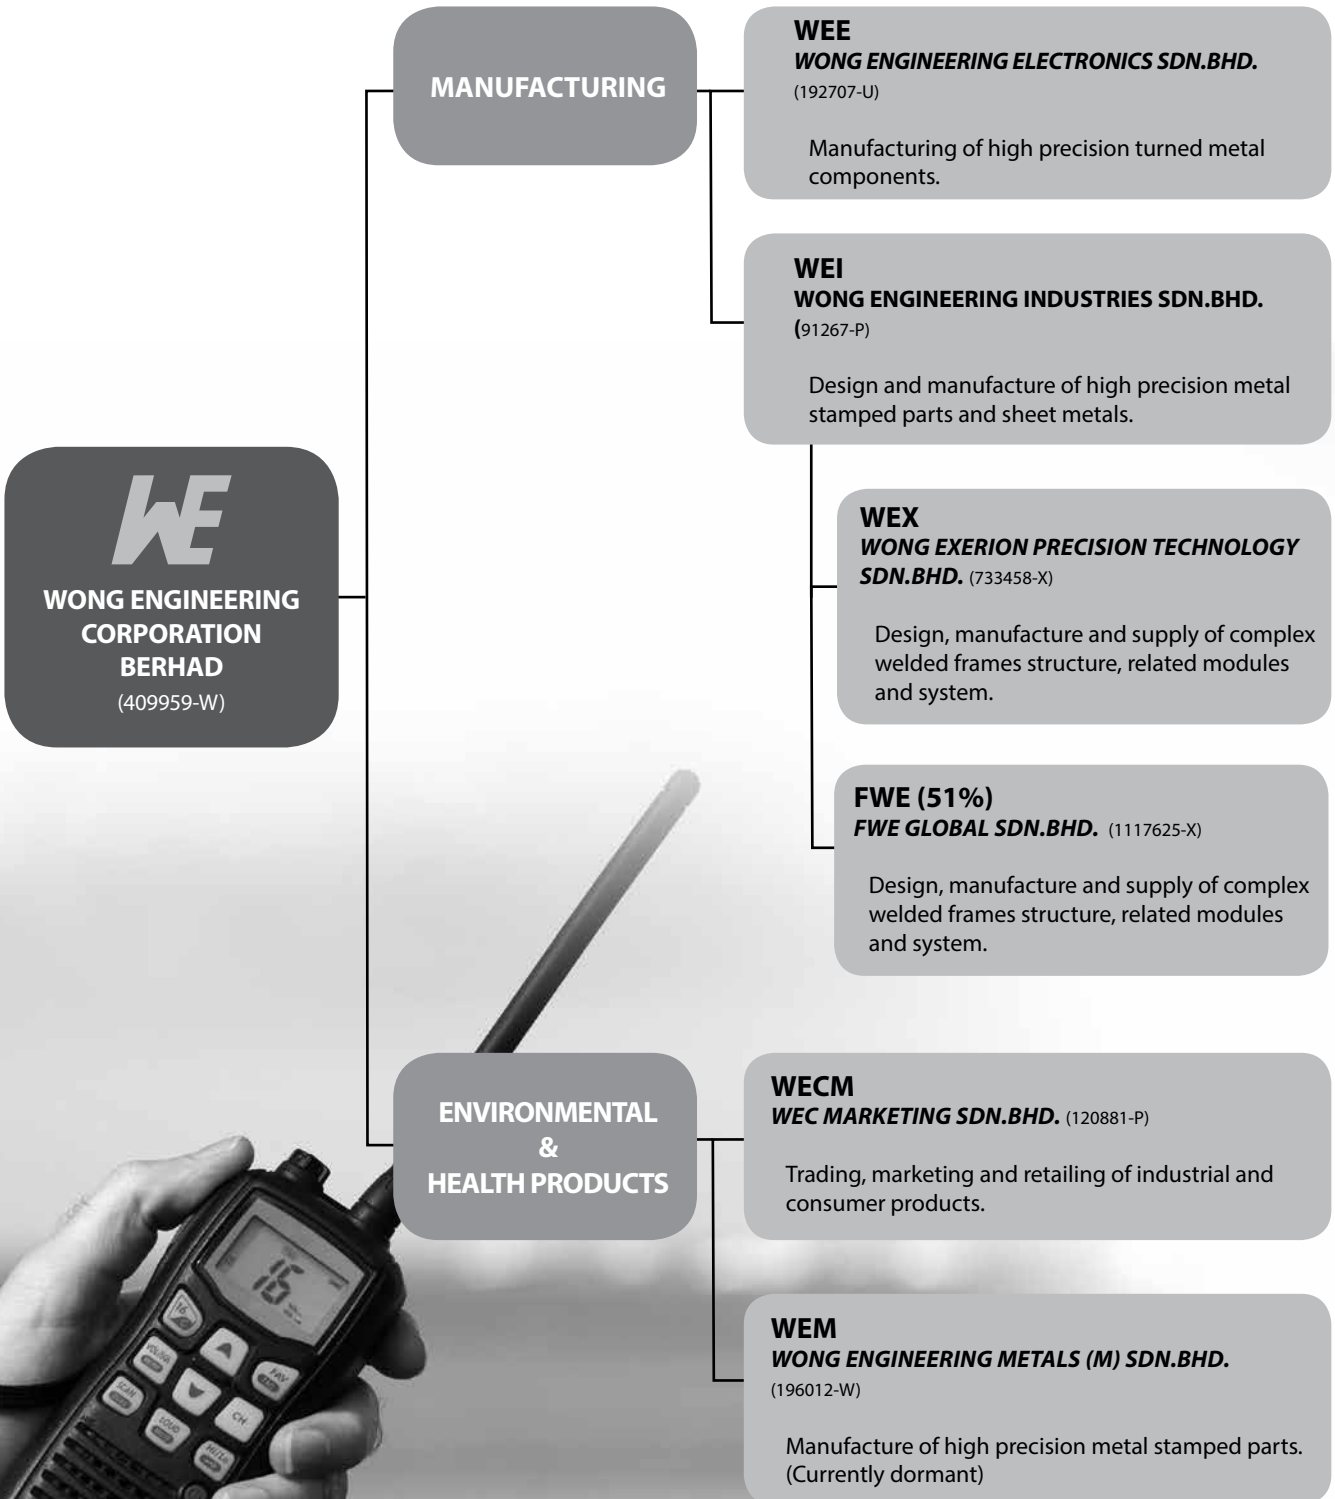 MANUFACTURING
WEE
WONG ENGINEERING ELECTRONICS SDN.BHD.
(192707-U)
Manufacturing of high precision turned metal
components.
WEI
WONG ENGINEERING INDUSTRIES SDN.BHD.
(91267-P)
Design and manufacture of high precision metal
stamped parts and sheet metals.
WE
WONG ENGINEERING
CORPORATION
BERHAD
(409959-W)
WEX
WONG EXERION PRECISION TECHNOLOGY
SDN.BHD. (733458-X)
Design, manufacture and supply of complex
welded frames structure, related modules
and system.
FWE (51%)
FWE GLOBAL SDN.BHD. (1117625-X)
Design, manufacture and supply of complex
welded frames structure, related modules
and system.
ENVIRONMENTAL
&
HEALTH PRODUCTS
WECM
WEC MARKETING SDN.BHD. (120881-P)
Trading, marketing and retailing of industrial and
consumer products.
WEM
WONG ENGINEERING METALS (M) SDN.BHD.
(196012-W)
Manufacture of high precision metal stamped parts.
(Currently dormant)
16
16
FAV
SCAN
CH
LOUD
HI/LO